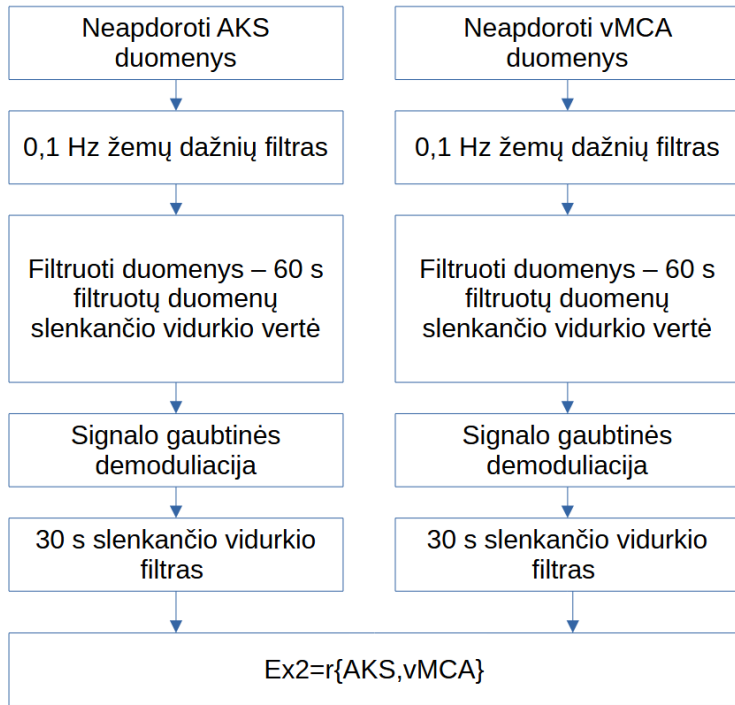 Neapdoroti AKS
duomenys
0,1 Hz žemų dažnių filtras
Filtruoti duomenys – 60 s
filtruotų duomenų
slenkančio vidurkio vertė
Signalo gaubtinės
demoduliacija
30 s slenkančio vidurkio
filtras
Neapdoroti vMCA
duomenys
0,1 Hz žemų dažnių filtras
Filtruoti duomenys – 60 s
filtruotų duomenų
slenkančio vidurkio vertė
Signalo gaubtinės
demoduliacija
30 s slenkančio vidurkio
filtras
Ex2=r{AKS,vMCA}